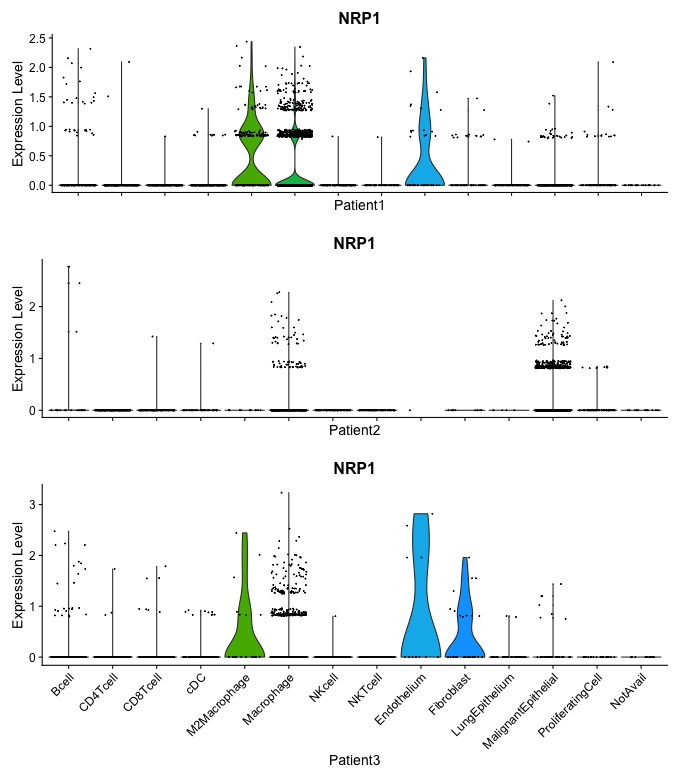 NRP1
Expression Level
2.5
2.0
1.5
1.0
0.5
0.0
Patient1
NRP1
Expression Level
2
1
0
Patient2
NRP1
Expression Level
3
2
1
0
Bcell
CD4Tcell
CD8Tcell
cDC
M2Macrophage
Macrophage
NKcell
NKTcell
Endothelium
Fibroblast
LungEpithelium
MalignantEpithelial
ProliferatingCell
NotAvail
Patient3